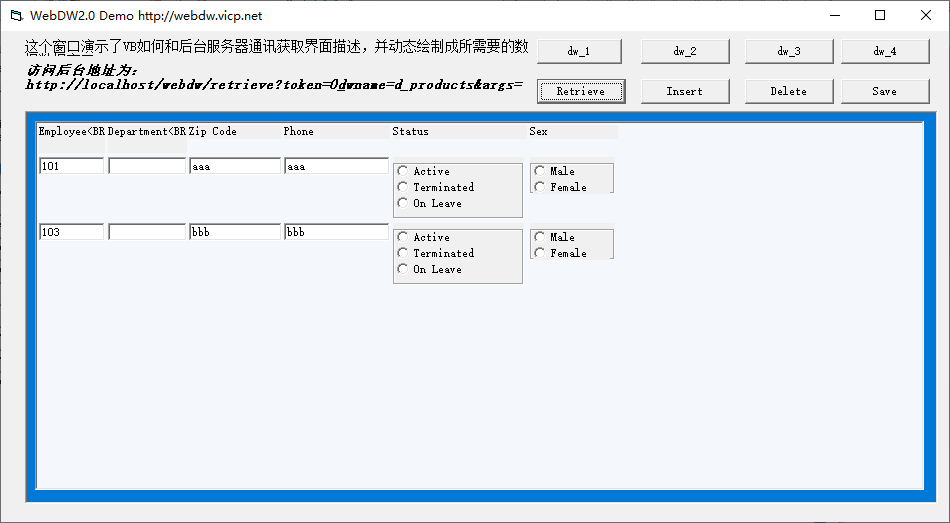 WebDW2.0 Demo http://webdw.vicp.net
这个窗口演示了VB如何和后台服务器通讯获取界面描述，并动态绘制成所需要的数
访问后台地址为：
http://localhost/webdw/retrieve?token=0_dwname=d_products&args=
dw_1 dw_2 dw_3 dw_4
Retrieve Insert Delete Save
Employee<BR Department<BR Zip Code Phone Status Sex
101 aaa aaa
Active Male
Terminated Female
On Leave
103 bbb bbb
Active Male
Terminated Female
On Leave